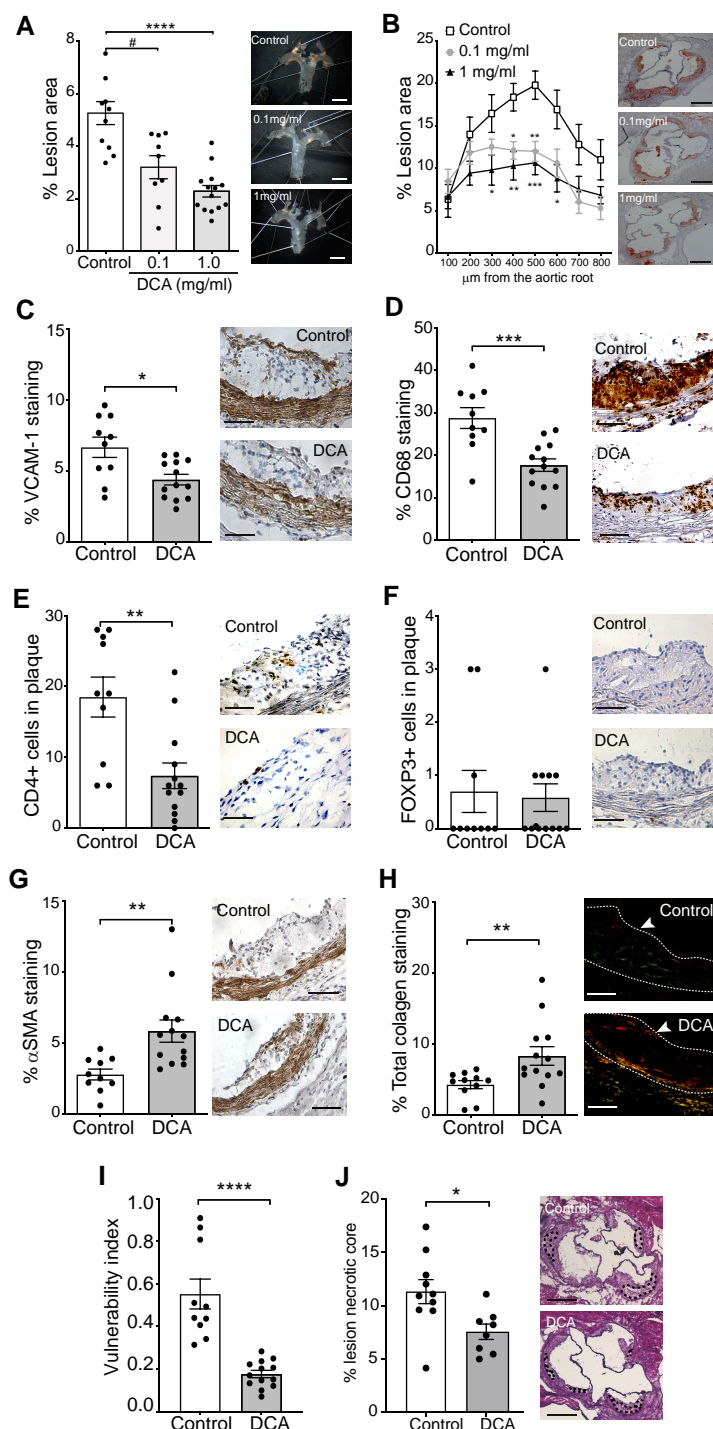 A
% Lesion area
8
6
4
2
0
****
#
Control
0.1
1.0
DCA (mg/ml)
Control
0.1mg/ml
1mg/ml
B
% Lesion area
25
20
15
10
5
0
Control
0.1 mg/ml
1 mg/ml
*
**
*
**
***
*
100
200
300
400
500
600
700
800
μm from the aortic root
Control
0.1mg/ml
1mg/ml
C
% VCAM-1 staining
15
10
5
0
*
Control
DCA
Control
DCA
D
% CD68 staining
50
40
30
20
10
0
***
Control
DCA
Control
DCA
E
CD4+ cells in plaque
30
20
10
0
**
Control
DCA
Control
DCA
F
FOXP3+ cells in plaque
4
3
2
1
0
Control
DCA
Control
DCA
G
% αSMA staining
15
10
5
0
**
Control
DCA
Control
DCA
H
% Total colagen staining
25
20
15
10
5
0
**
Control
DCA
Control
DCA
I
Vulnerability index
1.0
0.8
0.6
0.4
0.2
0.0
****
Control
DCA
J
% lesion necrotic core
20
15
10
5
0
*
Control
DCA
Control
DCA